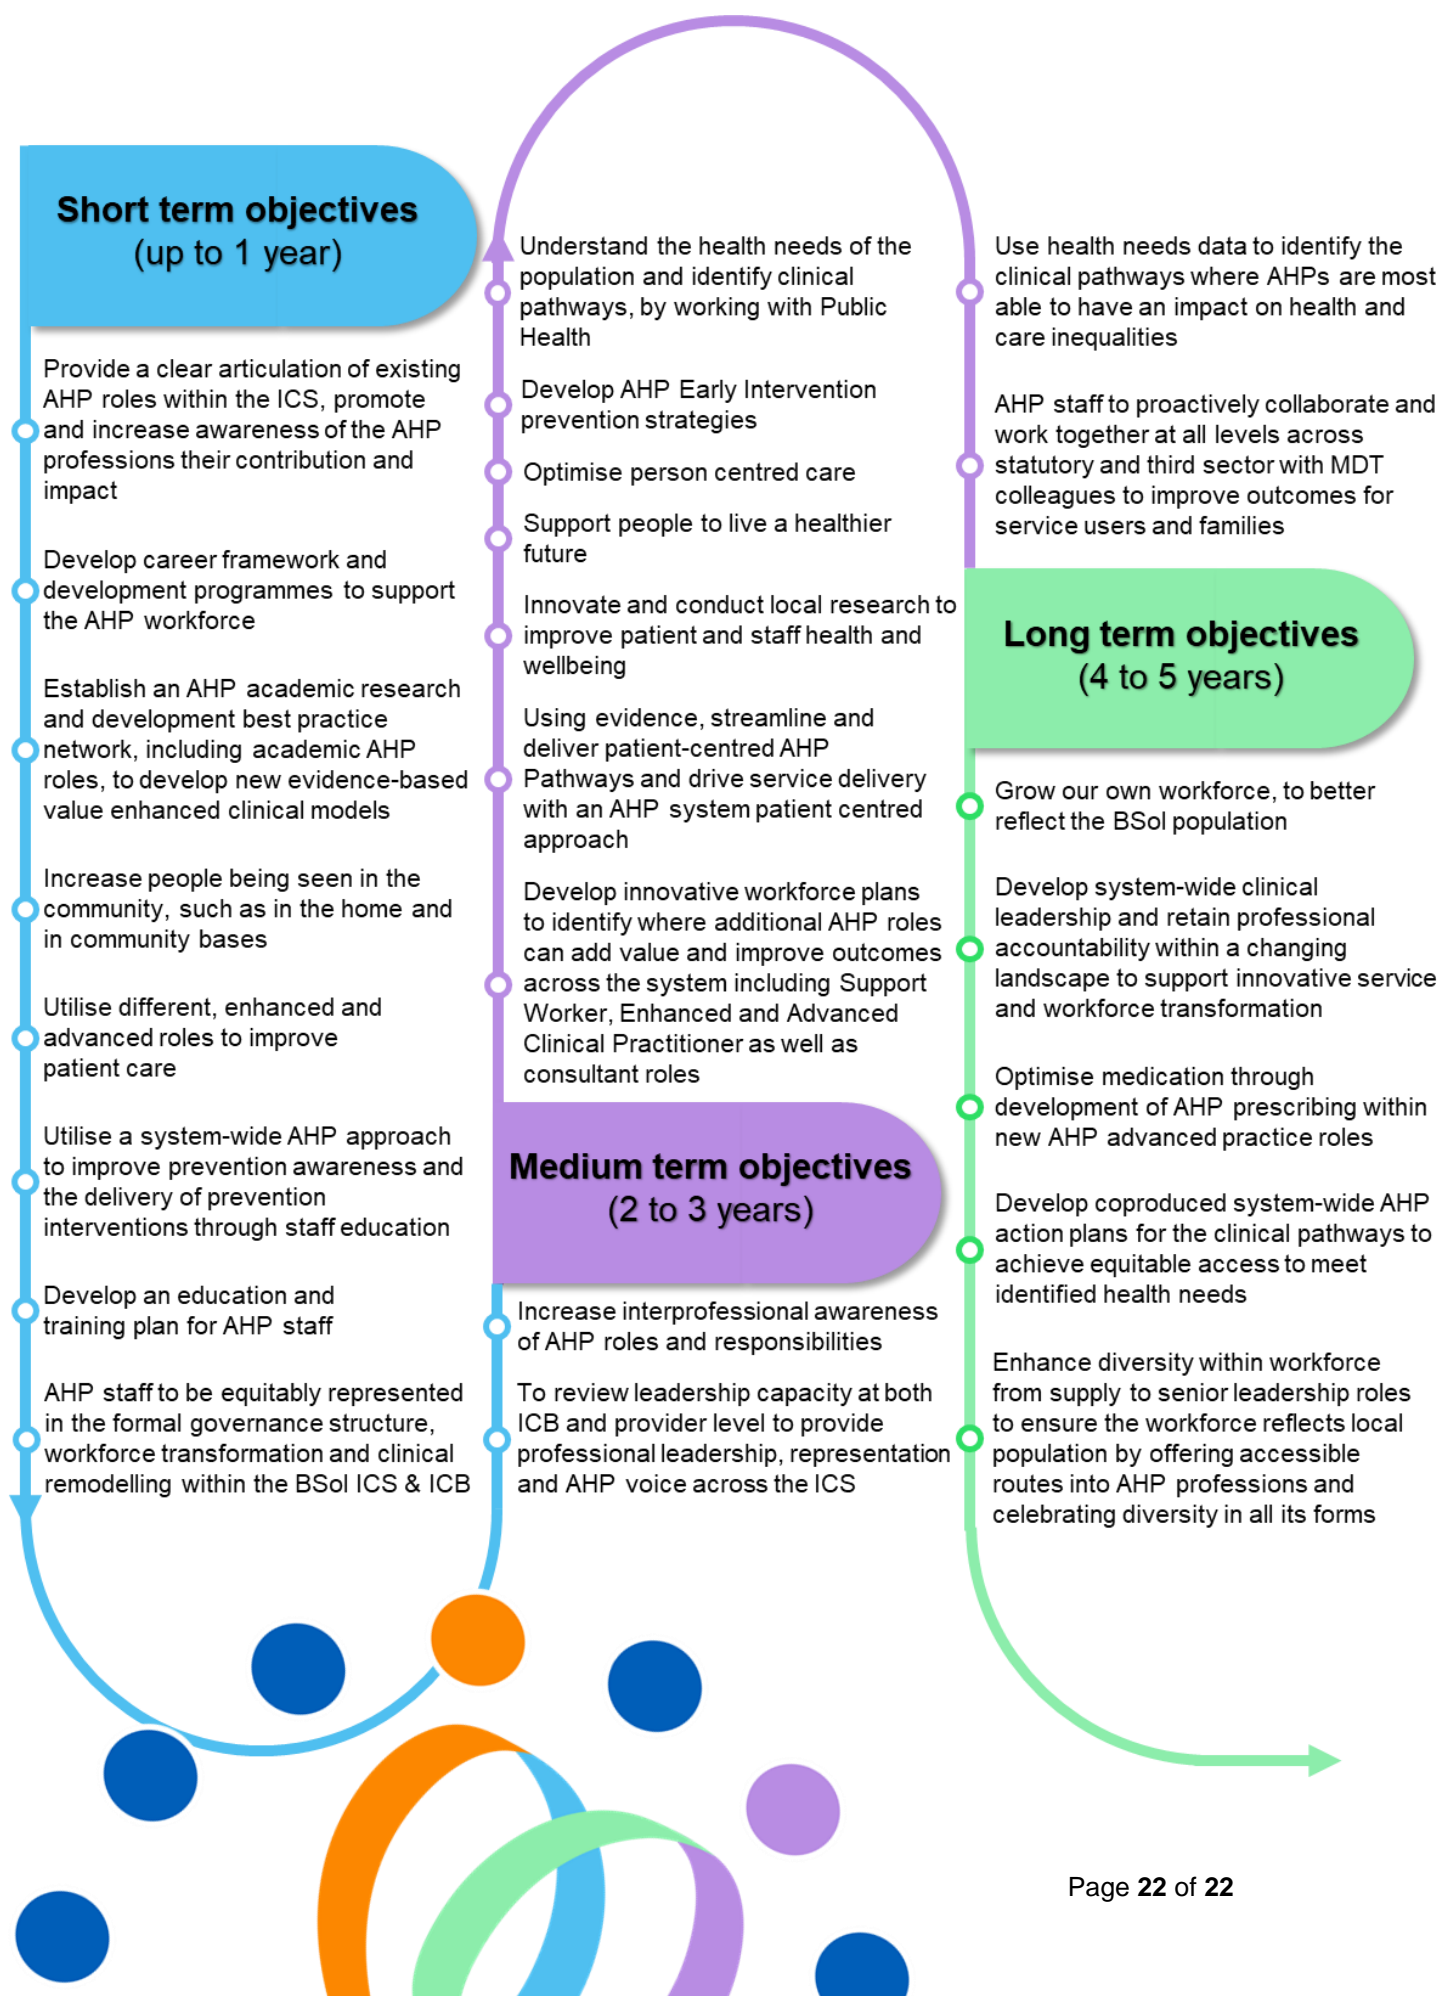 Short term objectives
(up to 1 year)
Provide a clear articulation of existing
AHP roles within the ICS, promote
and increase awareness of the AHP
professions their contribution and
impact
Develop career framework and
development programmes to support
the AHP workforce
Establish an AHP academic research
and development best practice
network, including academic AHP
roles, to develop new evidence-based
value enhanced clinical models
Increase people being seen in the
community, such as in the home and
in community bases
Utilise different, enhanced and
advanced roles to improve
patient care
Utilise a system-wide AHP approach
to improve prevention awareness and
the delivery of prevention
interventions through staff education
Develop an education and
training plan for AHP staff
AHP staff to be equitably represented
in the formal governance structure,
workforce transformation and clinical
remodelling within the BSol ICS & ICB
Increase interprofessional awareness
of AHP roles and responsibilities
To review leadership capacity at both
ICB and provider level to provide
professional leadership, representation
and AHP voice across the ICS
Medium term objectives
(2 to 3 years)
Develop innovative workforce plans
to identify where additional AHP roles
can add value and improve outcomes
across the system including Support
Worker, Enhanced and Advanced
Clinical Practitioner as well as
consultant roles
Using evidence, streamline and
deliver patient-centred AHP
Pathways and drive service delivery
with an AHP system patient centred
approach
Innovate and conduct local research to
improve patient and staff health and
wellbeing
Support people to live a healthier
future
Optimise person centred care
Develop AHP Early Intervention
prevention strategies
Understand the health needs of the
population and identify clinical
pathways, by working with Public
Health
Use health needs data to identify the
clinical pathways where AHPs are most
able to have an impact on health and
care inequalities
AHP staff to proactively collaborate and
work together at all levels across
statutory and third sector with MDT
colleagues to improve outcomes for
service users and families
Long term objectives
(4 to 5 years)
Grow our own workforce, to better
reflect the BSol population
Develop system-wide clinical
leadership and retain professional
accountability within a changing
landscape to support innovative service
and workforce transformation
Optimise medication through
development of AHP prescribing within
new AHP advanced practice roles
Develop coproduced system-wide AHP
action plans for the clinical pathways to
achieve equitable access to meet
identified health needs
Enhance diversity within workforce
from supply to senior leadership roles
to ensure the workforce reflects local
population by offering accessible
routes into AHP professions and
celebrating diversity in all its forms
Page 22 of 22